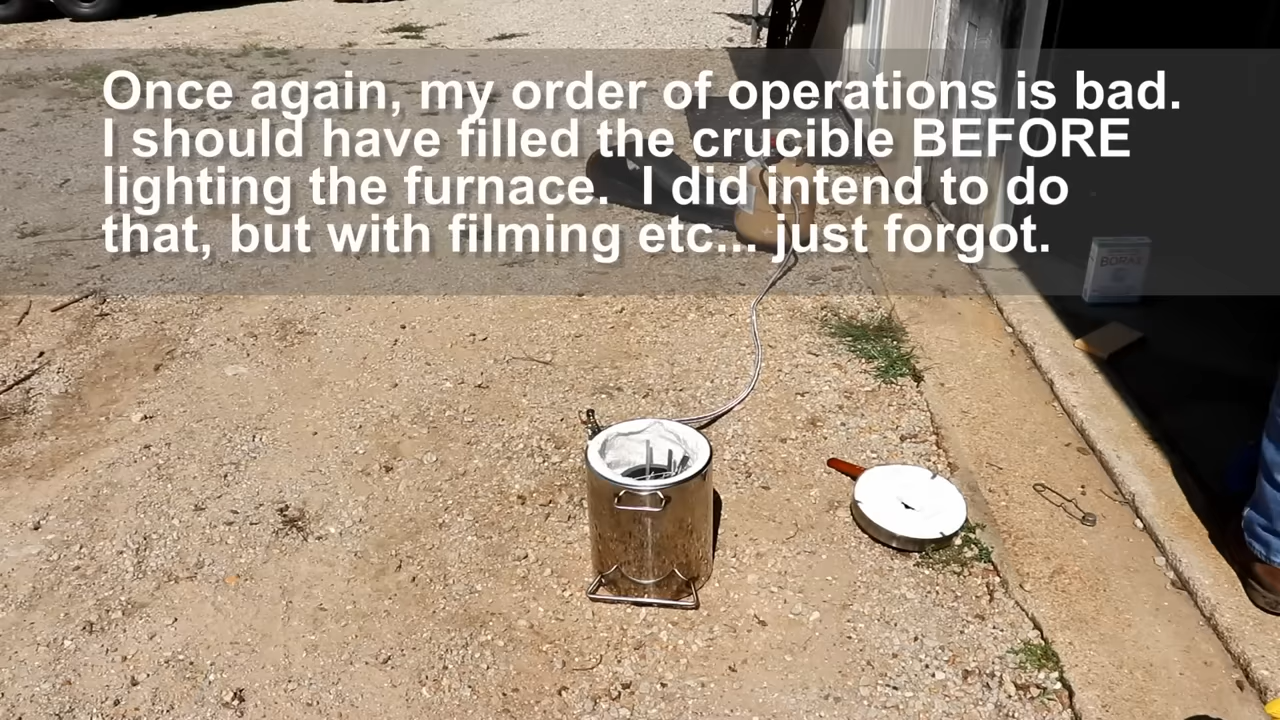 Once again, my order of operations is bad.
I should have filled the crucible BEFORE
lighting the furnace.  I did intend to do
that, but with filming etc... just forgot.
BORAX